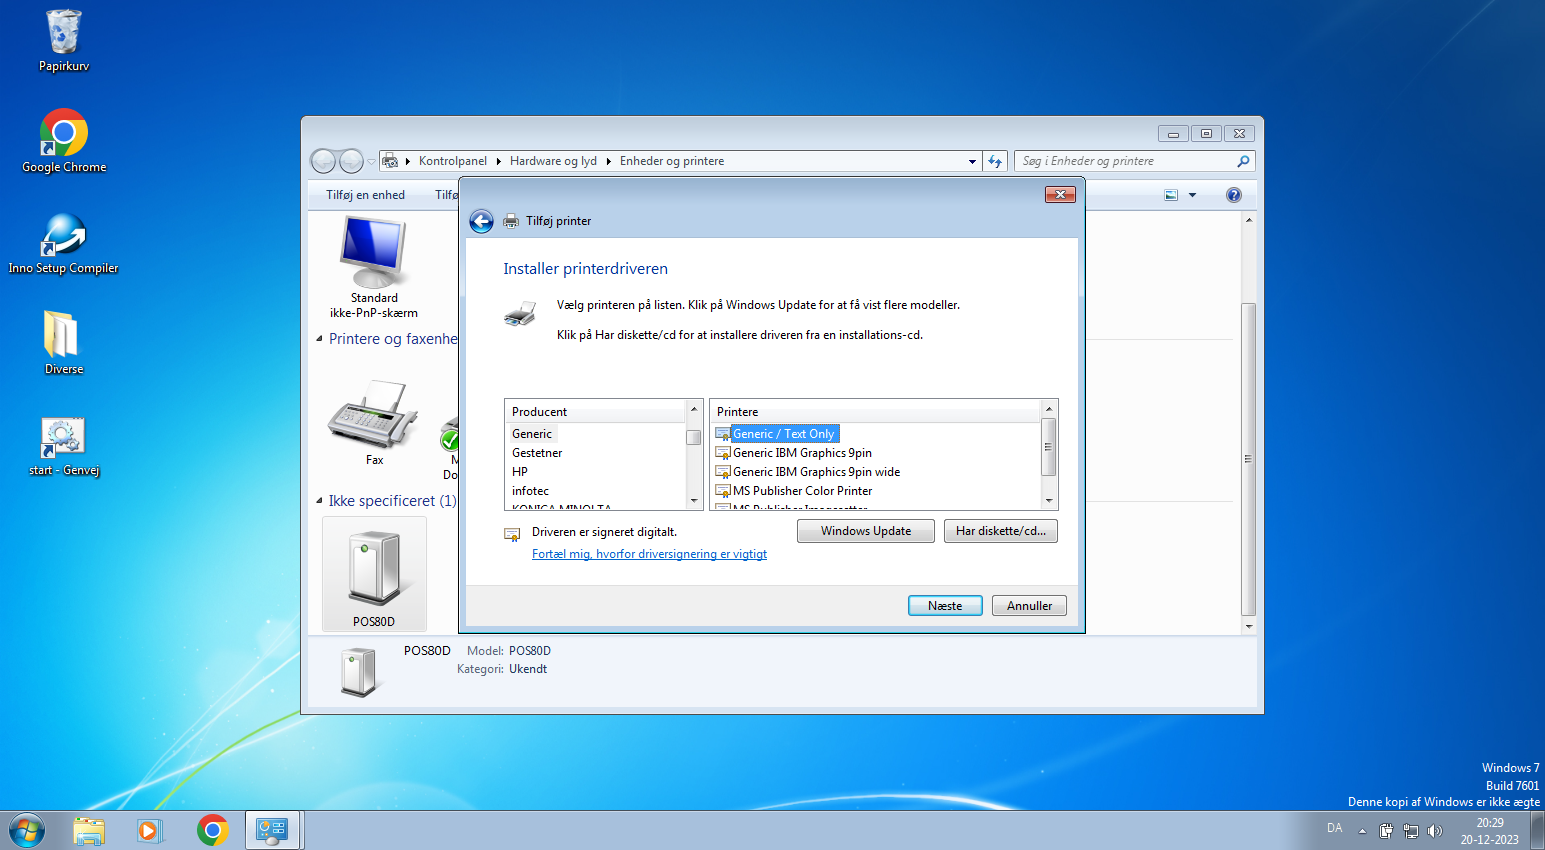 Papirkurv
Google Chrome
Inno Setup Compiler
Diverse
start - Genvej
Kontrolpanel
Hardware og lyd
Enheder og printere
Søg i Enheder og printere
Tilføj en enhed
Tilfø
Standard
ikke-PnP-skærm
Printere og faxenhe
Fax
M
Do
Ikke specificeret (1)
POS80D
Tilføj printer
Installer printerdriveren
Vælg printeren på listen. Klik på Windows Update for at få vist flere modeller.
Klik på Har diskette/cd for at installere driveren fra en installations-cd.
Producent
Generic
Gestetner
HP
infotec
KONICA MINOLTA
Printere
Generic / Text Only
Generic IBM Graphics 9pin
Generic IBM Graphics 9pin wide
MS Publisher Color Printer
MS Publisher Imagesetter
Driveren er signeret digitalt.
Fortæl mig, hvorfor driversignering er vigtigt
Windows Update
Har diskette/cd...
Næste
Annuller
POS80D
Model: POS80D
Kategori: Ukendt
Windows 7
Build 7601
Denne kopi af Windows er ikke ægte
DA
20:29
20-12-2023